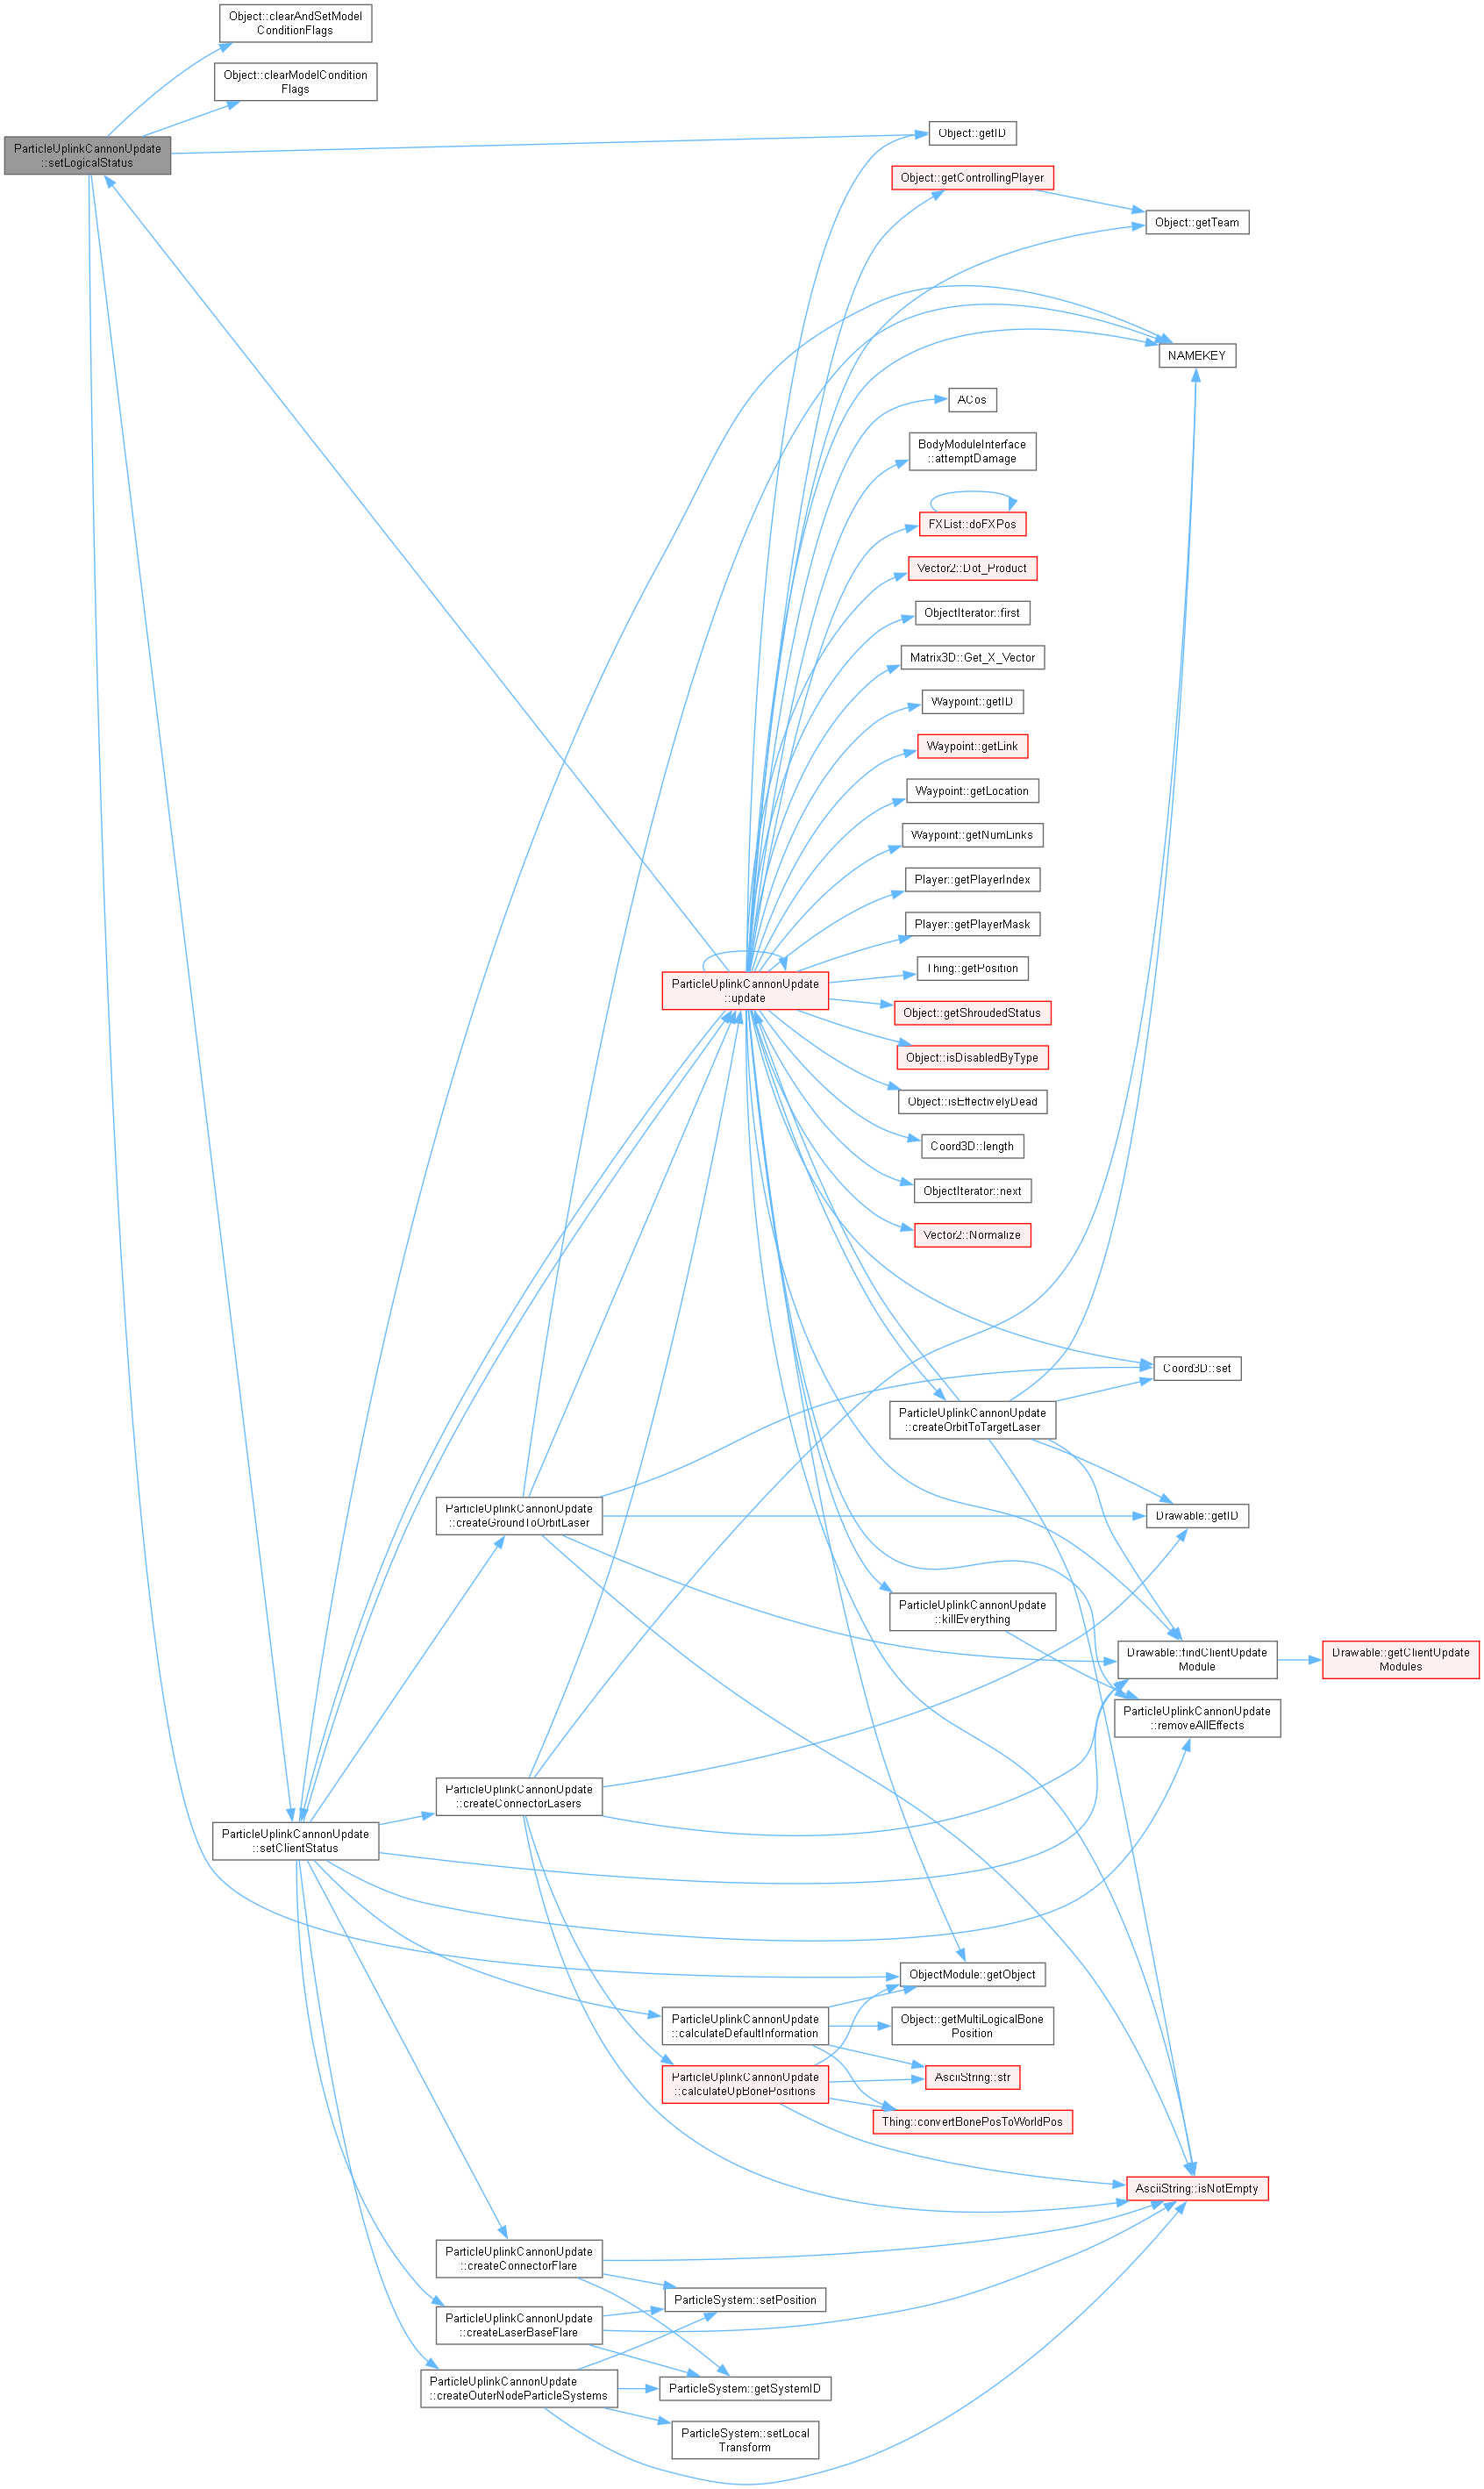 Object::clearAndSetModel
ConditionFlags
Object::clearModelCondition
Flags
ParticleUplinkCannonUpdate
::setLogicalStatus
Object::getID
Object::getControllingPlayer
Object::getTeam
NAMEKEY
ACos
BodyModuleInterface
::attemptDamage
FXList::doFXPos
Vector2::Dot_Product
ObjectIterator::first
Matrix3D::Get_X_Vector
Waypoint::getID
Waypoint::getLink
Waypoint::getLocation
Waypoint::getNumLinks
Player::getPlayerIndex
Player::getPlayerMask
Thing::getPosition
ParticleUplinkCannonUpdate
::update
Object::getShroudedStatus
Object::isDisabledByType
Object::isEffectivelyDead
Coord3D::length
ObjectIterator::next
Vector2::Normalize
Coord3D::set
ParticleUplinkCannonUpdate
::createOrbitToTargetLaser
ParticleUplinkCannonUpdate
::createGroundToOrbitLaser
Drawable::getID
ParticleUplinkCannonUpdate
::killEverything
Drawable::findClientUpdate
Module
Drawable::getClientUpdate
Modules
ParticleUplinkCannonUpdate
::removeAllEffects
ParticleUplinkCannonUpdate
::createConnectorLasers
ParticleUplinkCannonUpdate
::setClientStatus
ObjectModule::getObject
ParticleUplinkCannonUpdate
::calculateDefaultInformation
Object::getMultiLogicalBone
Position
ParticleUplinkCannonUpdate
::calculateUpBonePositions
AsciiString::str
Thing::convertBonePosToWorldPos
AsciiString::isNotEmpty
ParticleUplinkCannonUpdate
::createConnectorFlare
ParticleSystem::setPosition
ParticleUplinkCannonUpdate
::createLaserBaseFlare
ParticleUplinkCannonUpdate
::createOuterNodeParticleSystems
ParticleSystem::getSystemID
ParticleSystem::setLocal
Transform